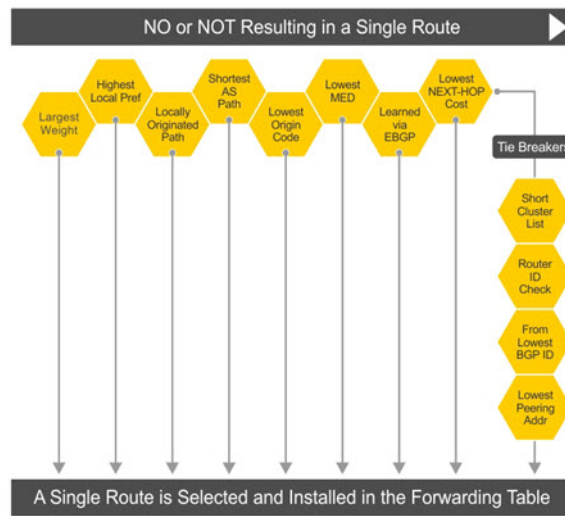 NO or NOT Resulting in a Single Route
Largest
Weight
Highest
Local Pref
Locally
Originated
Path
Shortest
AS
Path
Lowest
Origin
Code
Lowest
MED
Learned
via
EBGP
Lowest
NEXT-HOP
Cost
Tie Breakers
Short
Cluster
List
Router
ID
Check
From
Lowest
BGP ID
Lowest
Peering
Addr
A Single Route is Selected and Installed in the Forwarding Table